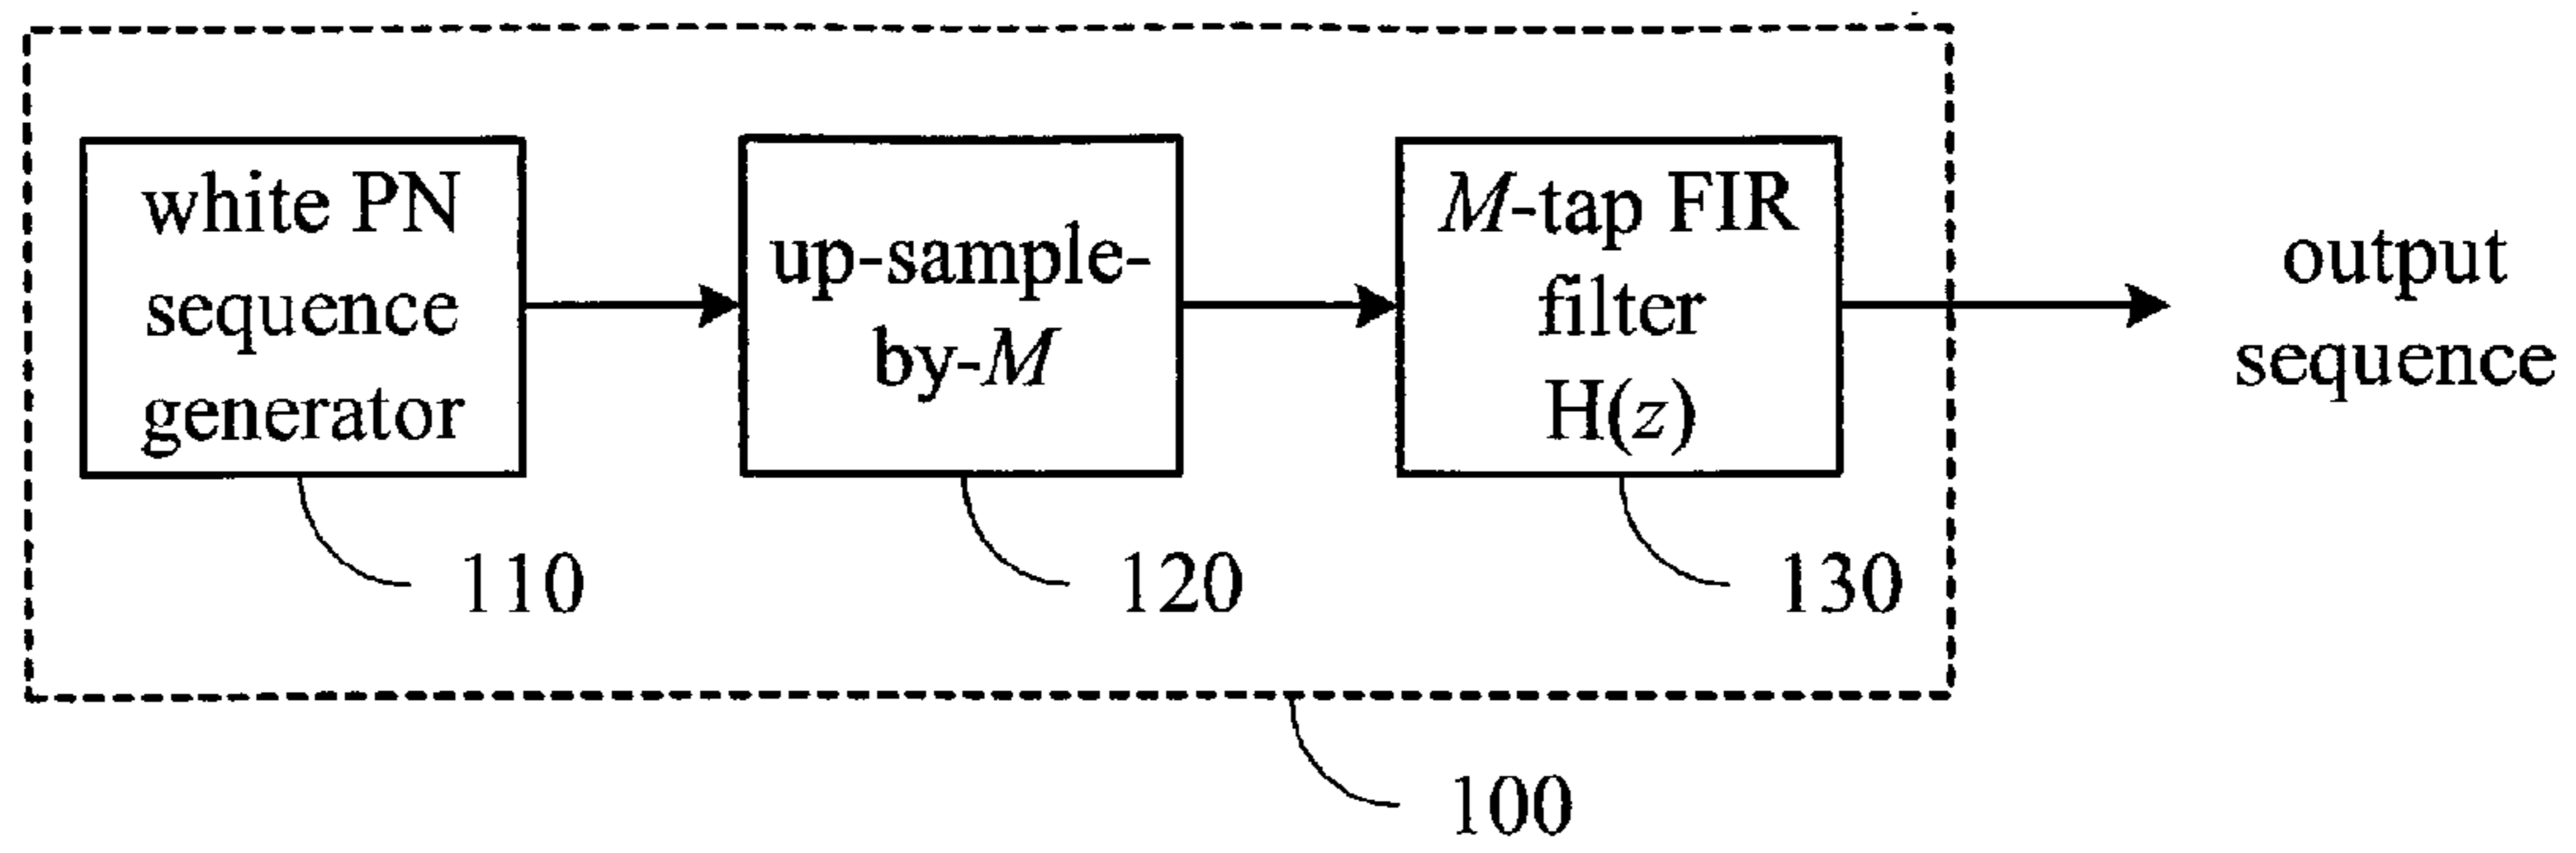 white PN
sequence
generator
up-sample-
by-M
M-tap FIR
filter
H(z)
output
sequence
110
120
130
100